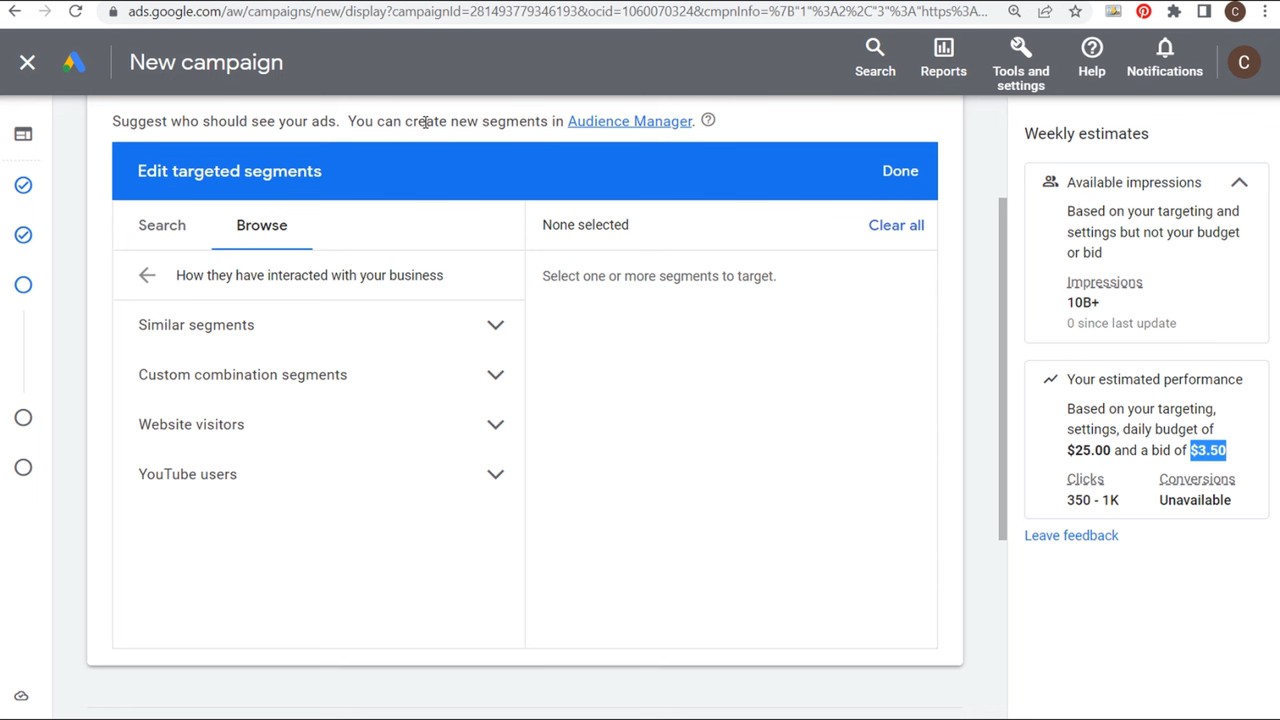 ads.google.com/aw/campaigns/new/display?campaignId=281493779346193&ocid=1060070324&cmpnInfo=%7B"1"%3A2%2C"3"%3A"https%3A...
C
New campaign
Search
Reports
Tools and settings
Help
Notifications
C
Suggest who should see your ads. You can create new segments in Audience Manager.
Edit targeted segments
Done
Search
Browse
None selected
Clear all
How they have interacted with your business
Select one or more segments to target.
Similar segments
Custom combination segments
Website visitors
YouTube users
Weekly estimates
Available impressions
Based on your targeting and
settings but not your budget
or bid
Impressions
10B+
0 since last update
Your estimated performance
Based on your targeting,
settings, daily budget of
$25.00 and a bid of $3.50
Clicks
Conversions
350 - 1K
Unavailable
Leave feedback